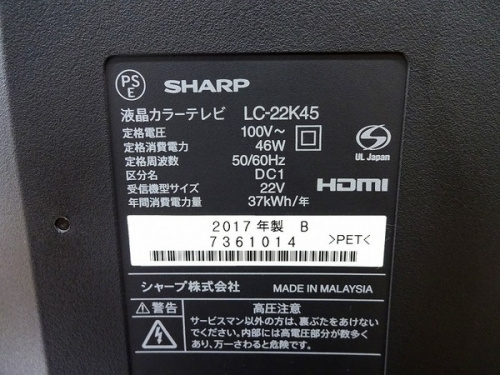 PS
E
SHARP
液晶カラーテレビ LC-22K45
定格電圧 100V~
定格消費電力 46W
定格周波数 50/60Hz
区分名 DC1
受信機型サイズ 22V
年間消費電力量 37kWh/年
UL Japan
HDMI
2017年製 B
7361014
>PET<
シャープ株式会社 MADE IN MALAYSIA
警告 高圧注意
サービスマン以外の方は、裏ぶたをあけないで
ください。内部には高電圧部分が数多く
あり、万一さわると危険です。